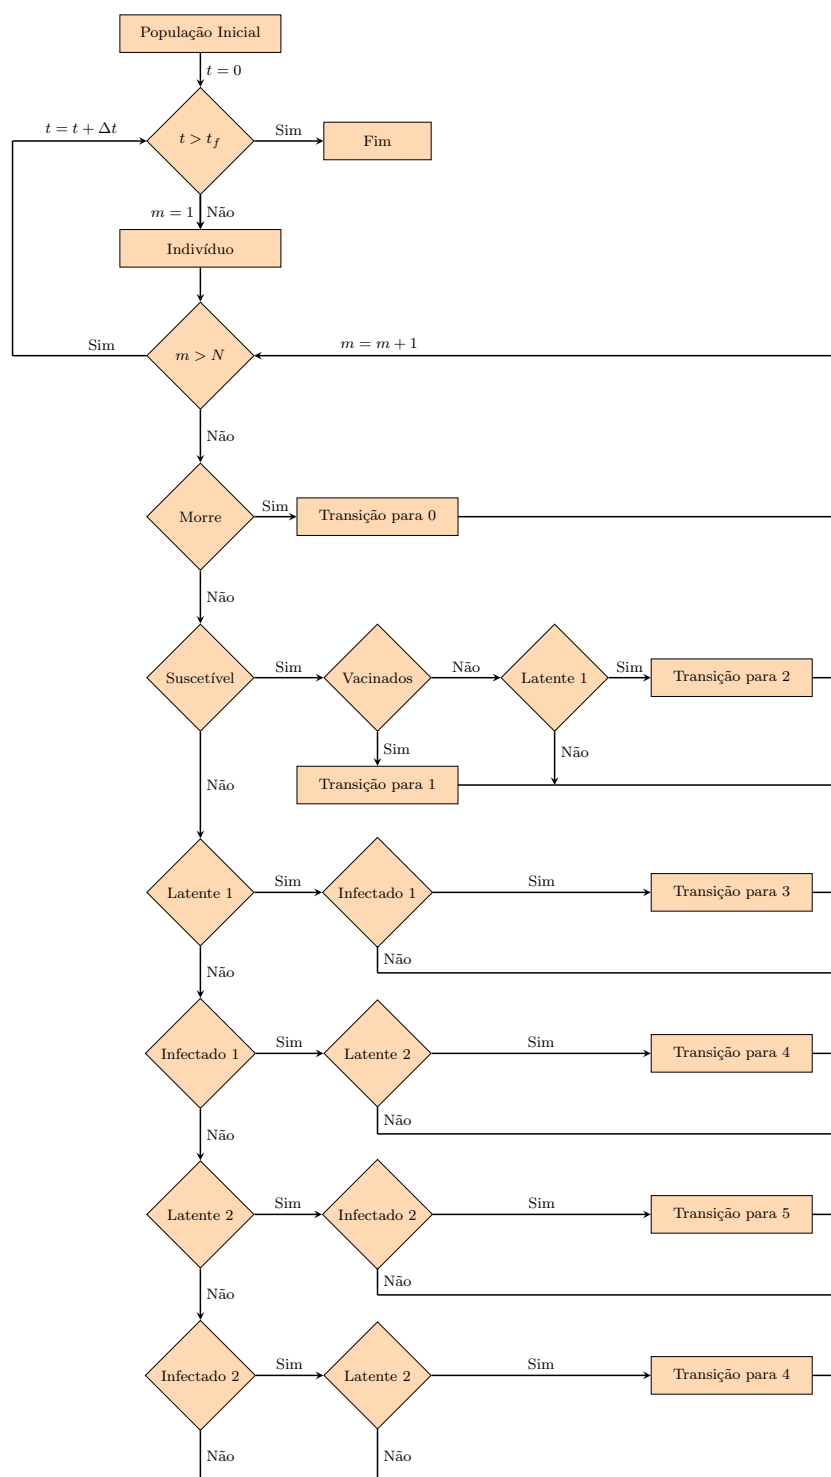 População Inicial
t = 0
t = t + Δt
t > t_f
Sim
Fim
m = 1
Não
Indivíduo
Sim
m > N
m = m + 1
Não
Morre
Sim
Transição para 0
Não
Suscetível
Sim
Vacinados
Não
Latente 1
Sim
Transição para 2
Sim
Não
Não
Transição para 1
Latente 1
Sim
Infectado 1
Sim
Transição para 3
Não
Não
Infectado 1
Sim
Latente 2
Sim
Transição para 4
Não
Não
Latente 2
Sim
Infectado 2
Sim
Transição para 5
Não
Não
Infectado 2
Sim
Latente 2
Sim
Transição para 4
Não
Não